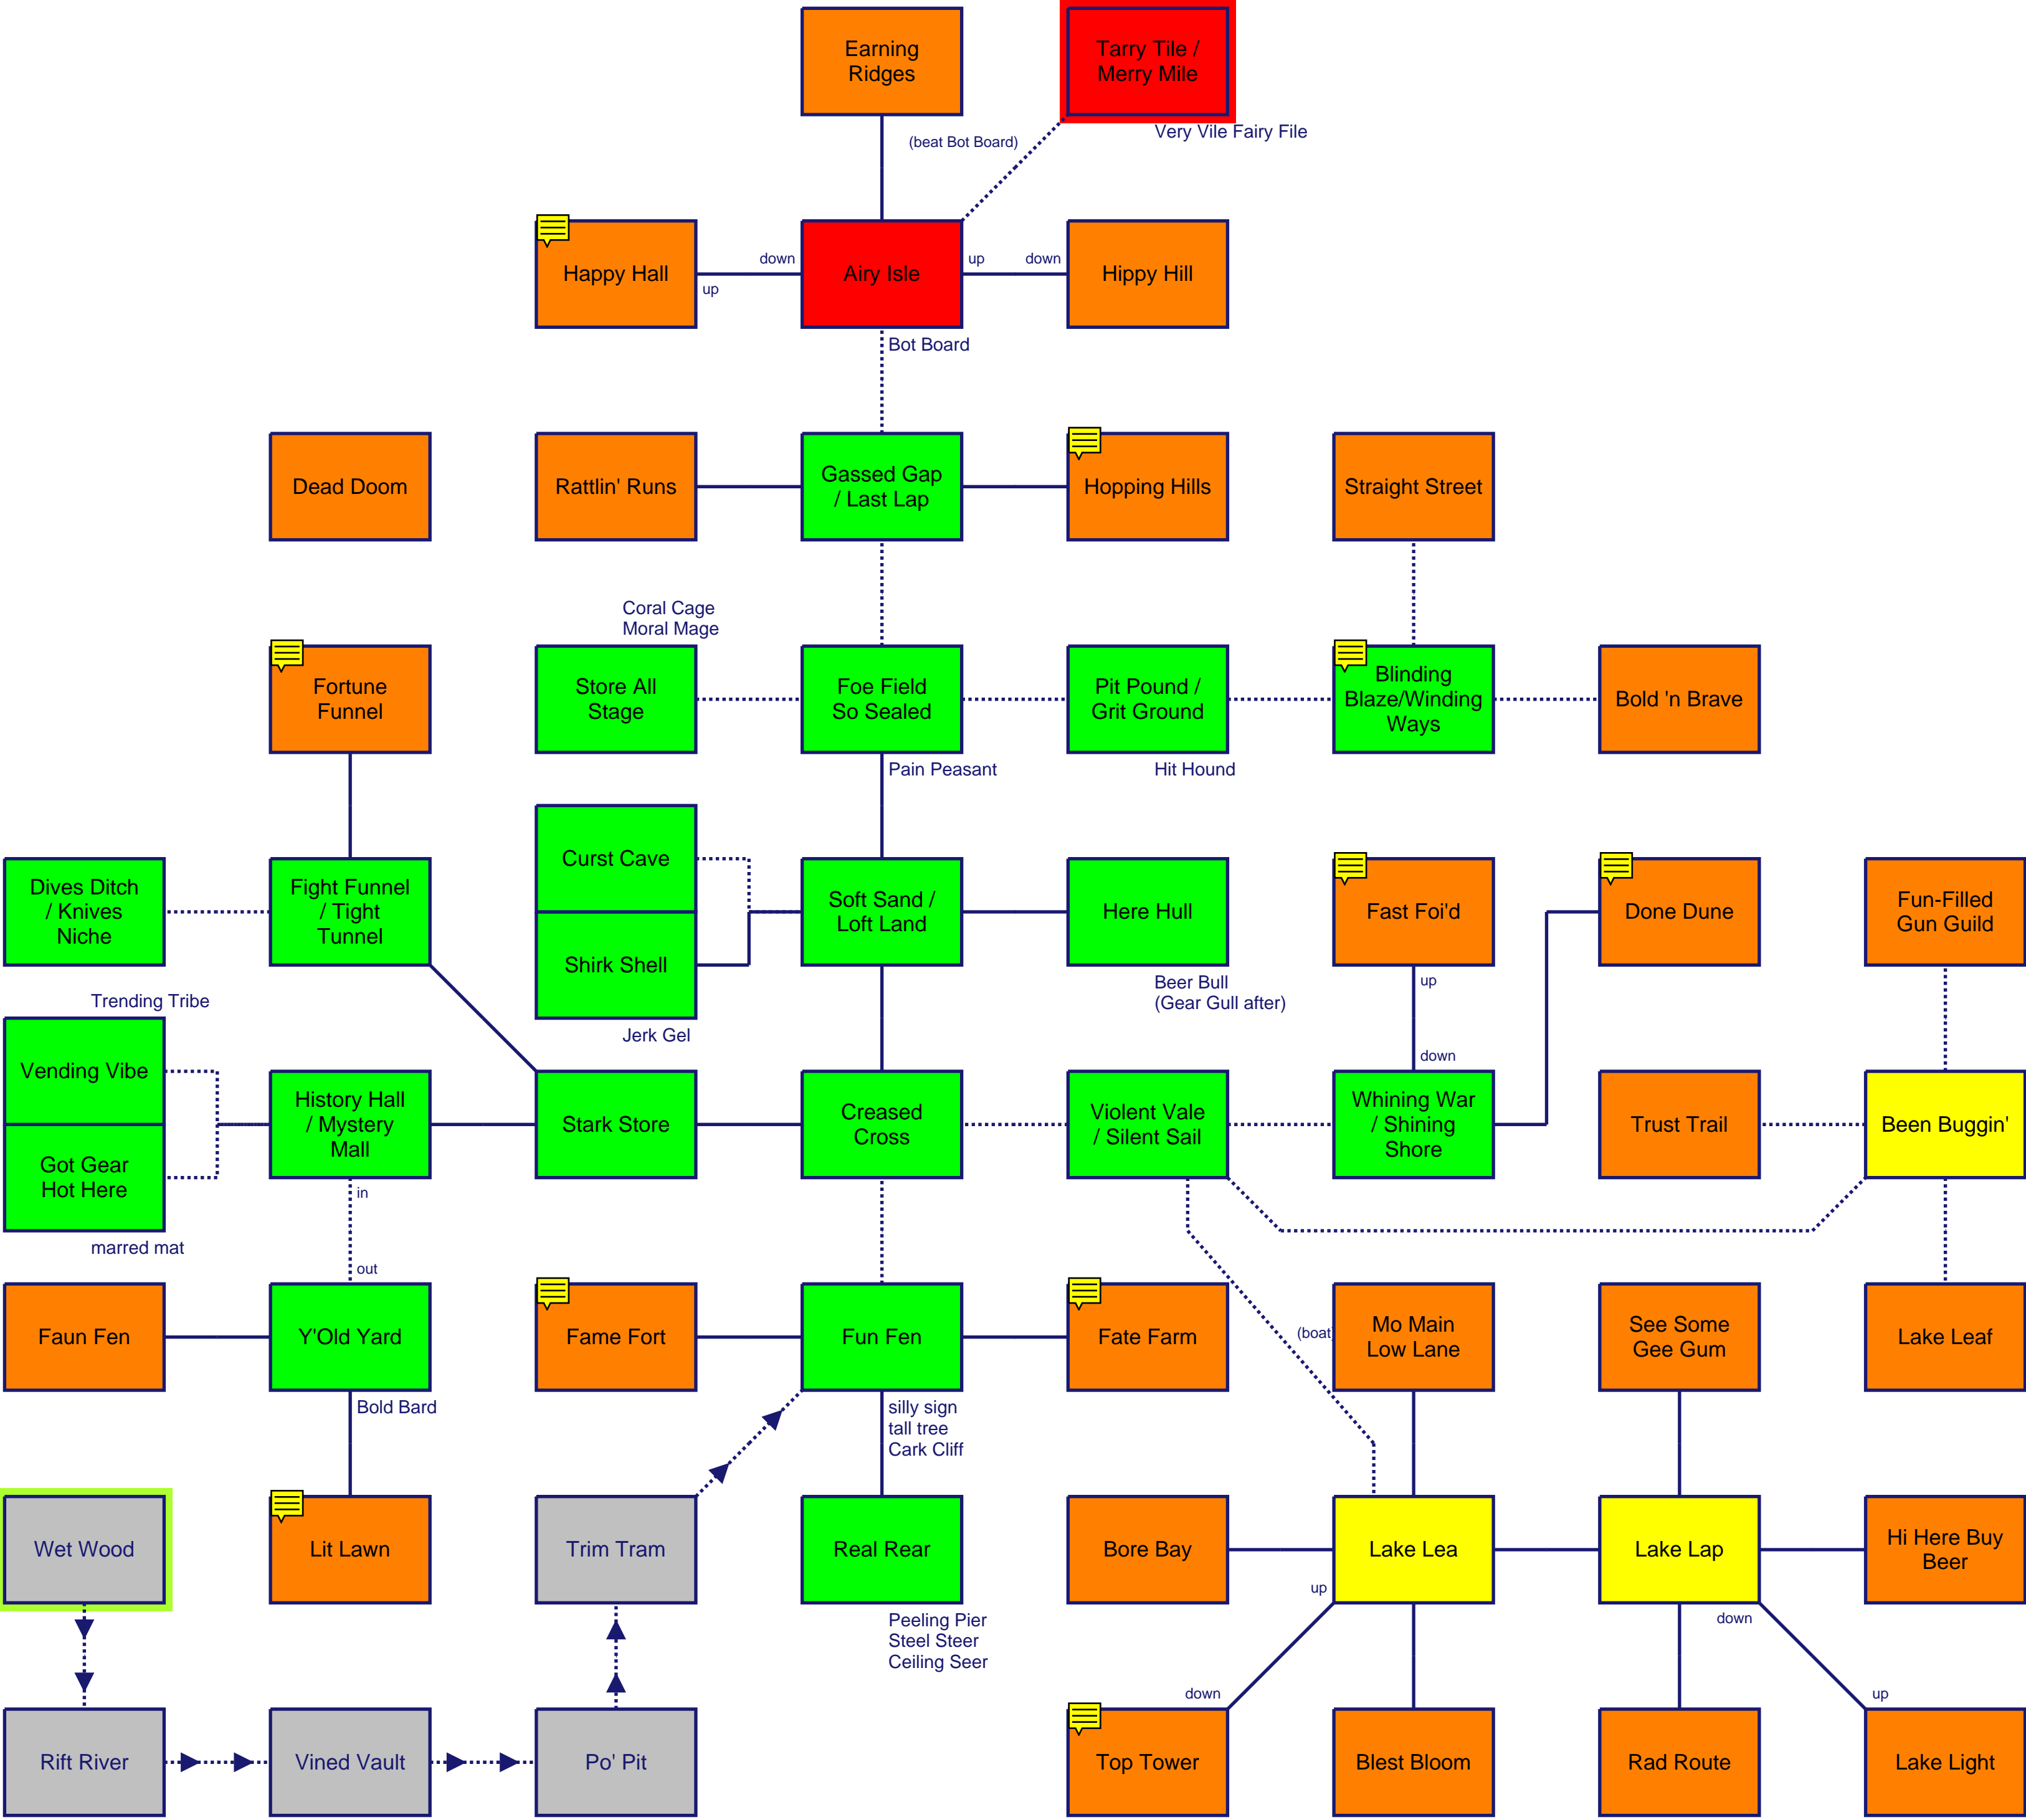 Earning
Ridges
Tarry Tile /
Merry Mile
(beat Bot Board)
Very Vile Fairy File
Happy Hall
down
up
Airy Isle
up
down
Hippy Hill
Bot Board
Dead Doom
Rattlin' Runs
Gassed Gap
/ Last Lap
Hopping Hills
Straight Street
Coral Cage
Moral Mage
Fortune
Funnel
Store All
Stage
Foe Field
So Sealed
Pit Pound /
Grit Ground
Blinding
Blaze/Winding
Ways
Bold 'n Brave
Pain Peasant
Hit Hound
Dives Ditch
/ Knives
Niche
Fight Funnel
/ Tight
Tunnel
Curst Cave
Shirk Shell
Soft Sand /
Loft Land
Here Hull
Fast Foi'd
Done Dune
Fun-Filled
Gun Guild
Beer Bull
(Gear Gull after)
up
Trending Tribe
Jerk Gel
down
Vending Vibe
Got Gear
Hot Here
History Hall
/ Mystery
Mall
Stark Store
Creased
Cross
Violent Vale
/ Silent Sail
Whining War
/ Shining
Shore
Trust Trail
Been Buggin'
in
marred mat
out
Faun Fen
Y'Old Yard
Fame Fort
Fun Fen
Fate Farm
(boat)
Mo Main
Low Lane
See Some
Gee Gum
Lake Leaf
Bold Bard
silly sign
tall tree
Cark Cliff
Wet Wood
Lit Lawn
Trim Tram
Real Rear
Bore Bay
Lake Lea
Lake Lap
Hi Here Buy
Beer
up
down
Peeling Pier
Steel Steer
Ceiling Seer
down
up
Rift River
Vined Vault
Po' Pit
Top Tower
Blest Bloom
Rad Route
Lake Light